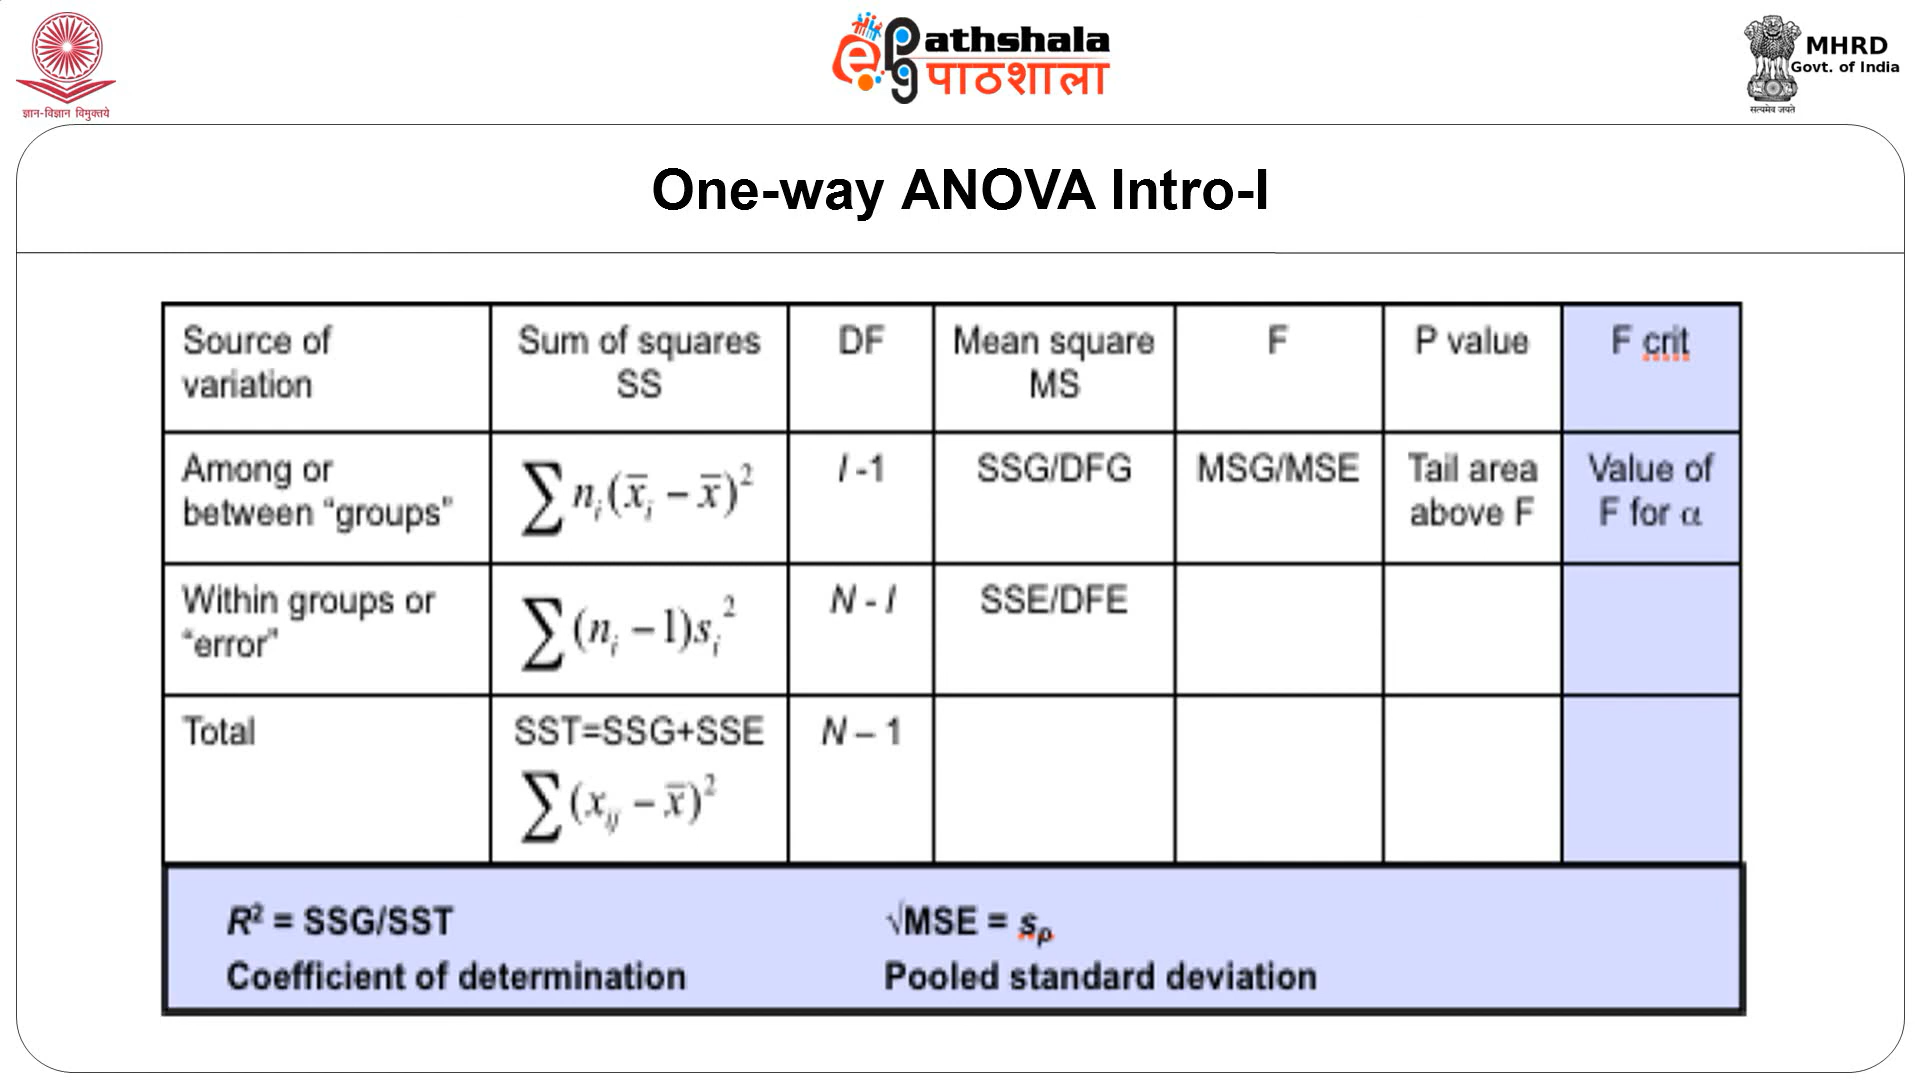 ज्ञान-विज्ञान विमुक्तये
ePG Pathshala
पाठशाला
सत्यमेव जयते
MHRD
Govt. of India
One-way ANOVA Intro-I
Source of variation	Sum of squares SS	DF	Mean square MS	F	P value	F crit
Among or between “groups”	∑ nᵢ(x̅ᵢ − x̅)²	I -1	SSG/DFG	MSG/MSE	Tail area above F	Value of F for α
Within groups or “error”	∑ (nᵢ − 1)sᵢ²	N - I	SSE/DFE
Total	SST=SSG+SSE	N – 1
∑ (xᵢⱼ − x̅)²
R² = SSG/SST	√MSE = sₚ
Coefficient of determination	Pooled standard deviation